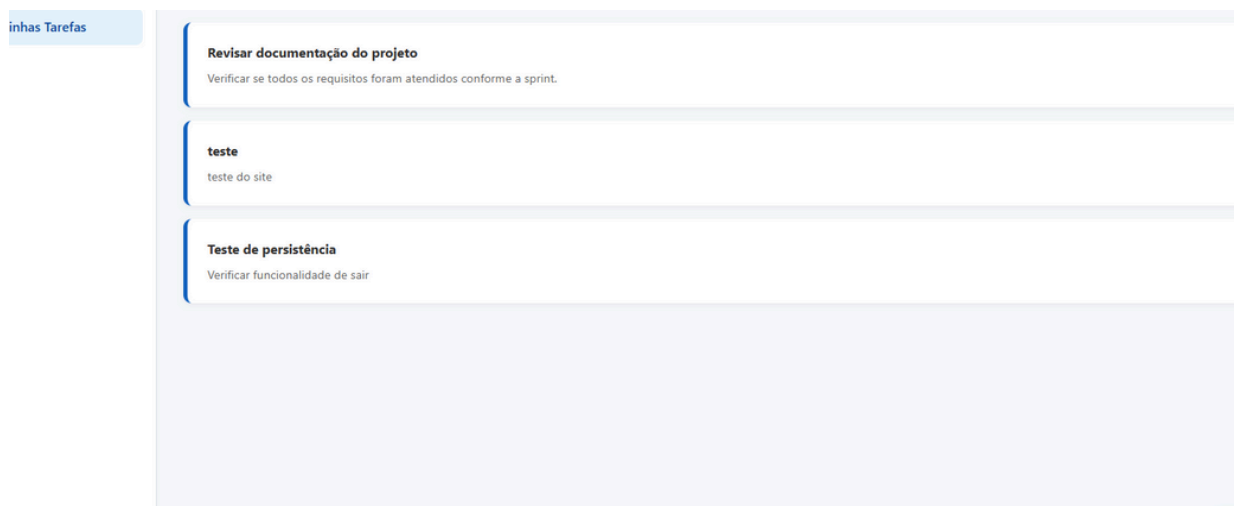 inhas Tarefas
Revisar documentação do projeto
Verificar se todos os requisitos foram atendidos conforme a sprint.
teste
teste do site
Teste de persistência
Verificar funcionalidade de sair